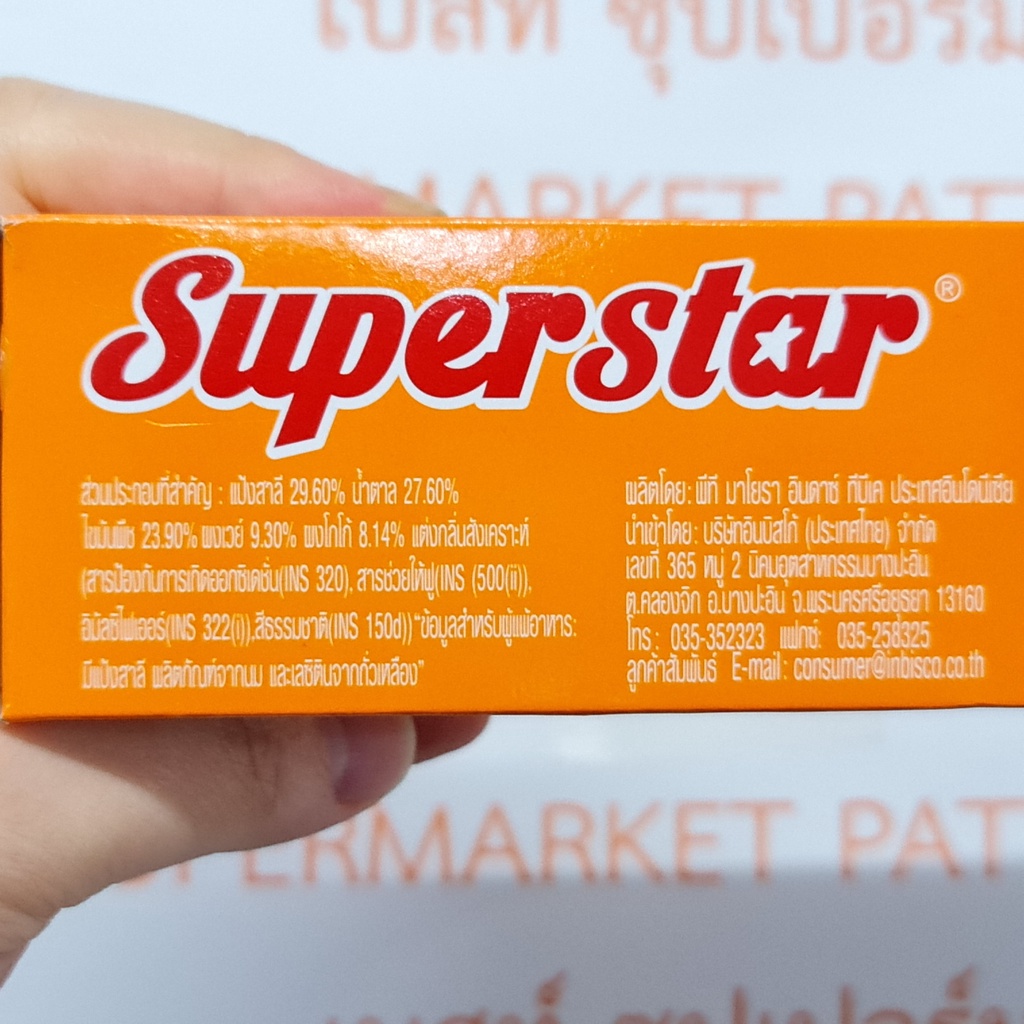 เบสท์ ซุปเปอร์ม
MARKET PAT
Superstar®
ส่วนประกอบที่สำคัญ : แป้งสาลี 29.60% น้ำตาล 27.60%
ไขมันพืช 23.90% ผงเวย์ 9.30% ผงโกโก้ 8.14% แต่งกลิ่นสังเคราะห์
(สารป้องกันการเกิดออกซิเดชั่น(INS 320), สารช่วยให้ฟู(INS (500(ii)),
อิมัลซิไฟเออร์(INS 322(i)),สีธรรมชาติ(INS 150d)) "ข้อมูลสำหรับผู้แพ้อาหาร:
มีแป้งสาลี ผลิตภัณฑ์จากนม และเลซิตินจากถั่วเหลือง"
ผลิตโดย: พีที มาโยรา อินดาซ์ ทีบีเค ประเทศอินโดนีเซีย
นำเข้าโดย: บริษัทอินบิสโก้ (ประเทศไทย) จำกัด
เลขที่ 365 หมู่ 2 นิคมอุตสาหกรรมบางปะอิน
ต.คลองจิก อ.บางปะอิน จ.พระนครศรีอยุธยา 13160
โทร: 035-352323 แฟกซ์: 035-258325
ลูกค้าสัมพันธ์ E-mail: consumer@inbisco.co.th
PERMARKET PAT